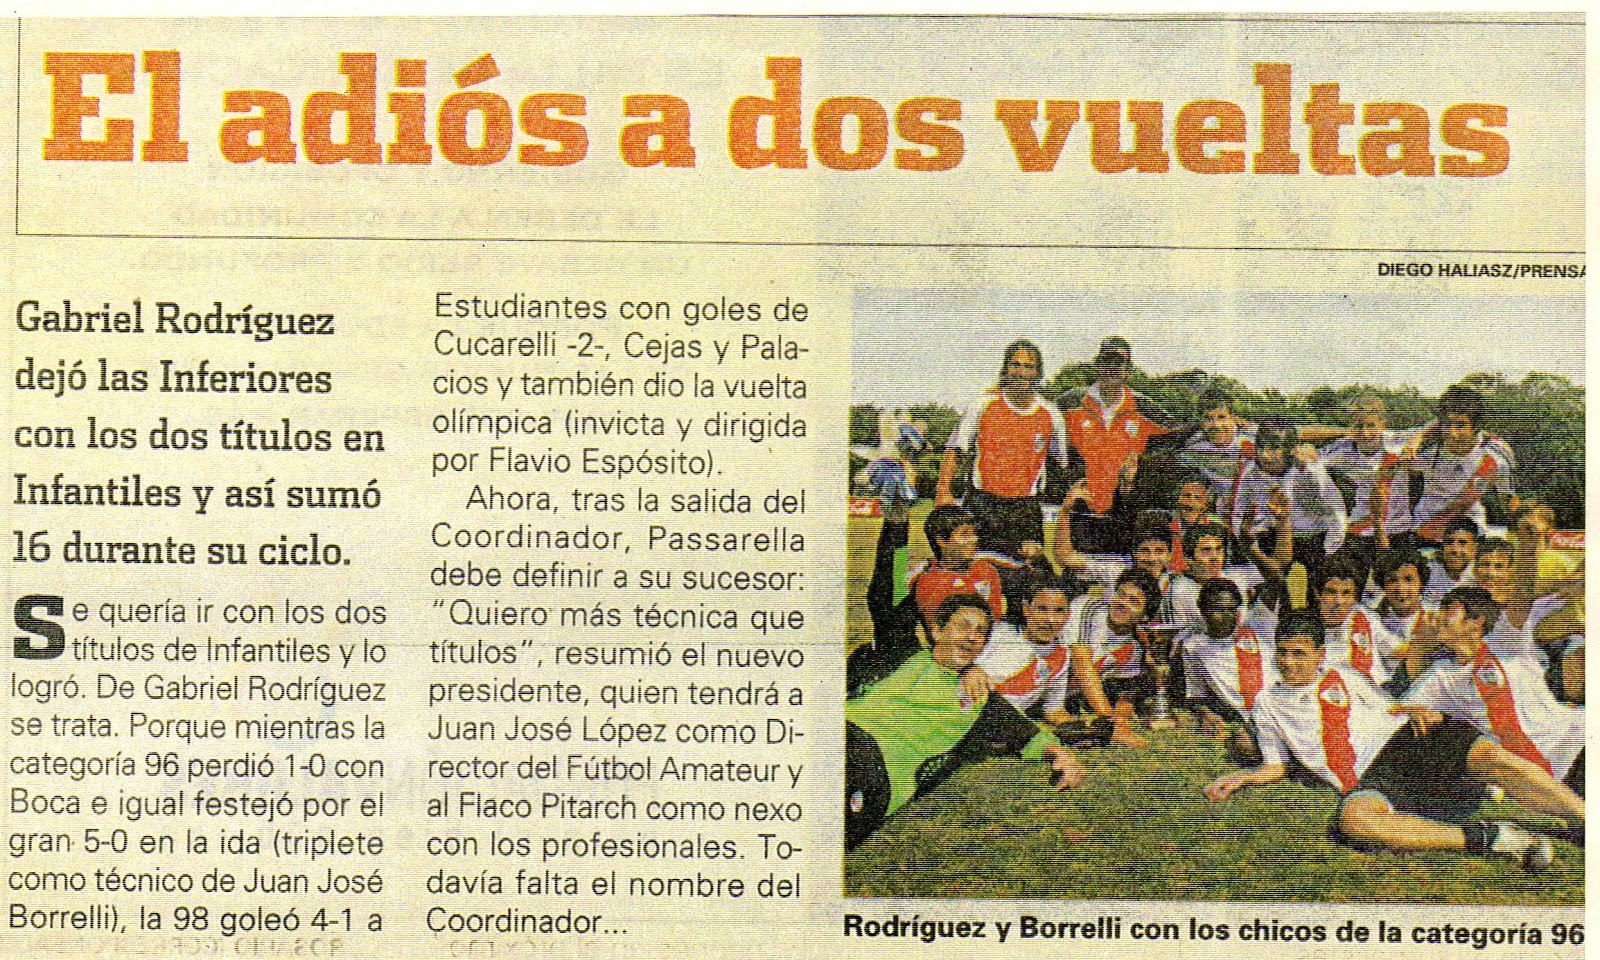 El adiós a dos vueltas
DIEGO HALIASZ/PRENSA
Gabriel Rodríguez
dejó las Inferiores
con los dos títulos en
Infantiles y así sumó
16 durante su ciclo.
Se quería ir con los dos
títulos de Infantiles y lo
logró. De Gabriel Rodríguez
se trata. Porque mientras la
categoría 96 perdió 1-0 con
Boca e igual festejó por el
gran 5-0 en la ida (triplete
como técnico de Juan José
Borrelli), la 98 goleó 4-1 a
Estudiantes con goles de
Cucarelli -2-, Cejas y Pala-
cios y también dio la vuelta
olímpica (invicta y dirigida
por Flavio Espósito).
Ahora, tras la salida del
Coordinador, Passarella
debe definir a su sucesor:
"Quiero más técnica que
títulos", resumió el nuevo
presidente, quien tendrá a
Juan José López como Di-
rector del Fútbol Amateur y
al Flaco Pitarch como nexo
con los profesionales. To-
davía falta el nombre del
Coordinador...
Rodríguez y Borrelli con los chicos de la categoría 96